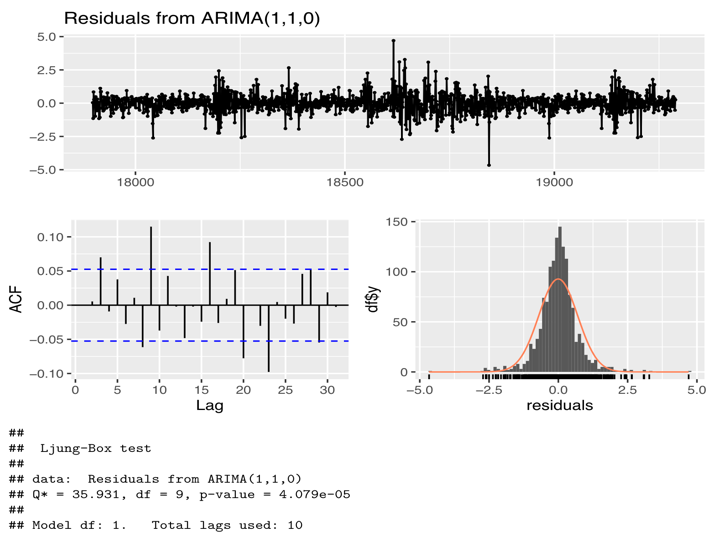 Residuals from ARIMA(1,1,0)
5.0
2.5
0.0
−2.5
−5.0
18000 18500 19000
0.10
0.05
0.00
−0.05
−0.10
ACF
0 5 10 15 20 25 30
Lag
150
100
50
0
df$y
−5.0 −2.5 0.0 2.5 5.0
residuals
##
## Ljung-Box test
##
## data: Residuals from ARIMA(1,1,0)
## Q* = 35.931, df = 9, p-value = 4.079e-05
##
## Model df: 1. Total lags used: 10